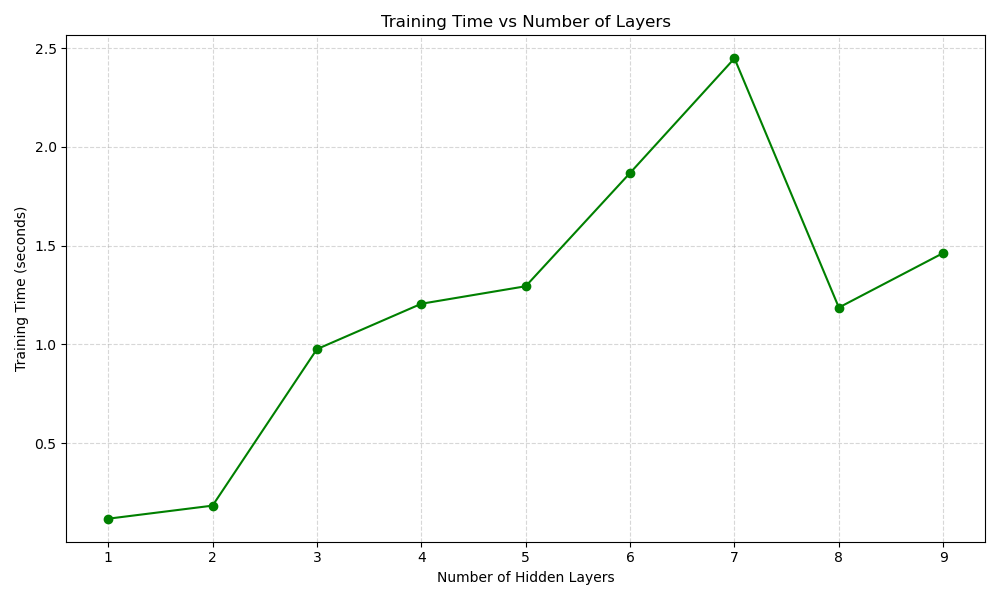 Training Time vs Number of Layers
Training Time (seconds)
2.5
2.0
1.5
1.0
0.5
1 2 3 4 5 6 7 8 9
Number of Hidden Layers